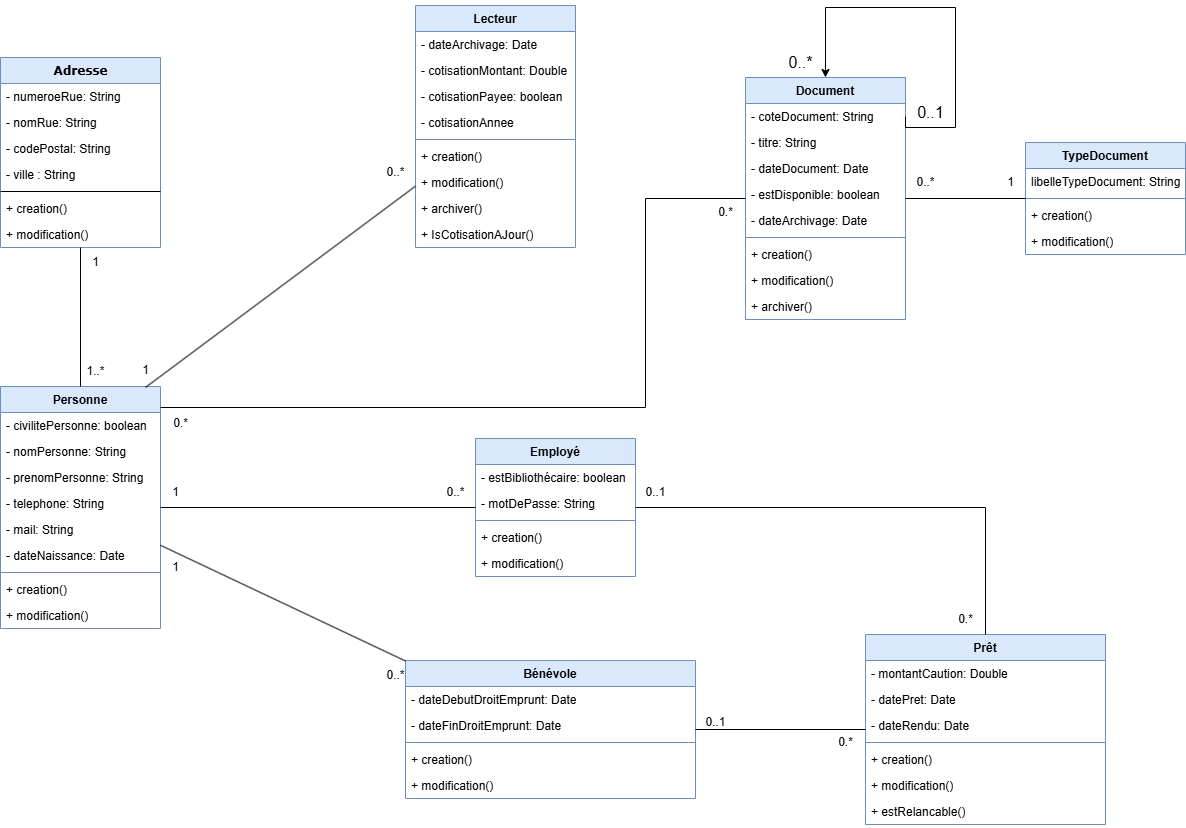 Lecteur
- dateArchivage: Date
- cotisationMontant: Double
- cotisationPayee: boolean
- cotisationAnnee
+ creation()
+ modification()
+ archiver()
+ IsCotisationAJour()
0..*
Adresse
- numeroeRue: String
- nomRue: String
- codePostal: String
- ville : String
+ creation()
+ modification()
1
1..*
1
0..*
Document
- coteDocument: String
- titre: String
- dateDocument: Date
- estDisponible: boolean
- dateArchivage: Date
+ creation()
+ modification()
+ archiver()
0..1
0..*
1
0.*
TypeDocument
libelleTypeDocument: String
+ creation()
+ modification()
Personne
- civilitePersonne: boolean
- nomPersonne: String
- prenomPersonne: String
- telephone: String
- mail: String
- dateNaissance: Date
+ creation()
+ modification()
0.*
1
0..*
1
0..*
Employé
- estBibliothécaire: boolean
- motDePasse: String
+ creation()
+ modification()
0..1
0.*
Bénévole
- dateDebutDroitEmprunt: Date
- dateFinDroitEmprunt: Date
+ creation()
+ modification()
0..1
0.*
Prêt
- montantCaution: Double
- datePret: Date
- dateRendu: Date
+ creation()
+ modification()
+ estRelancable()